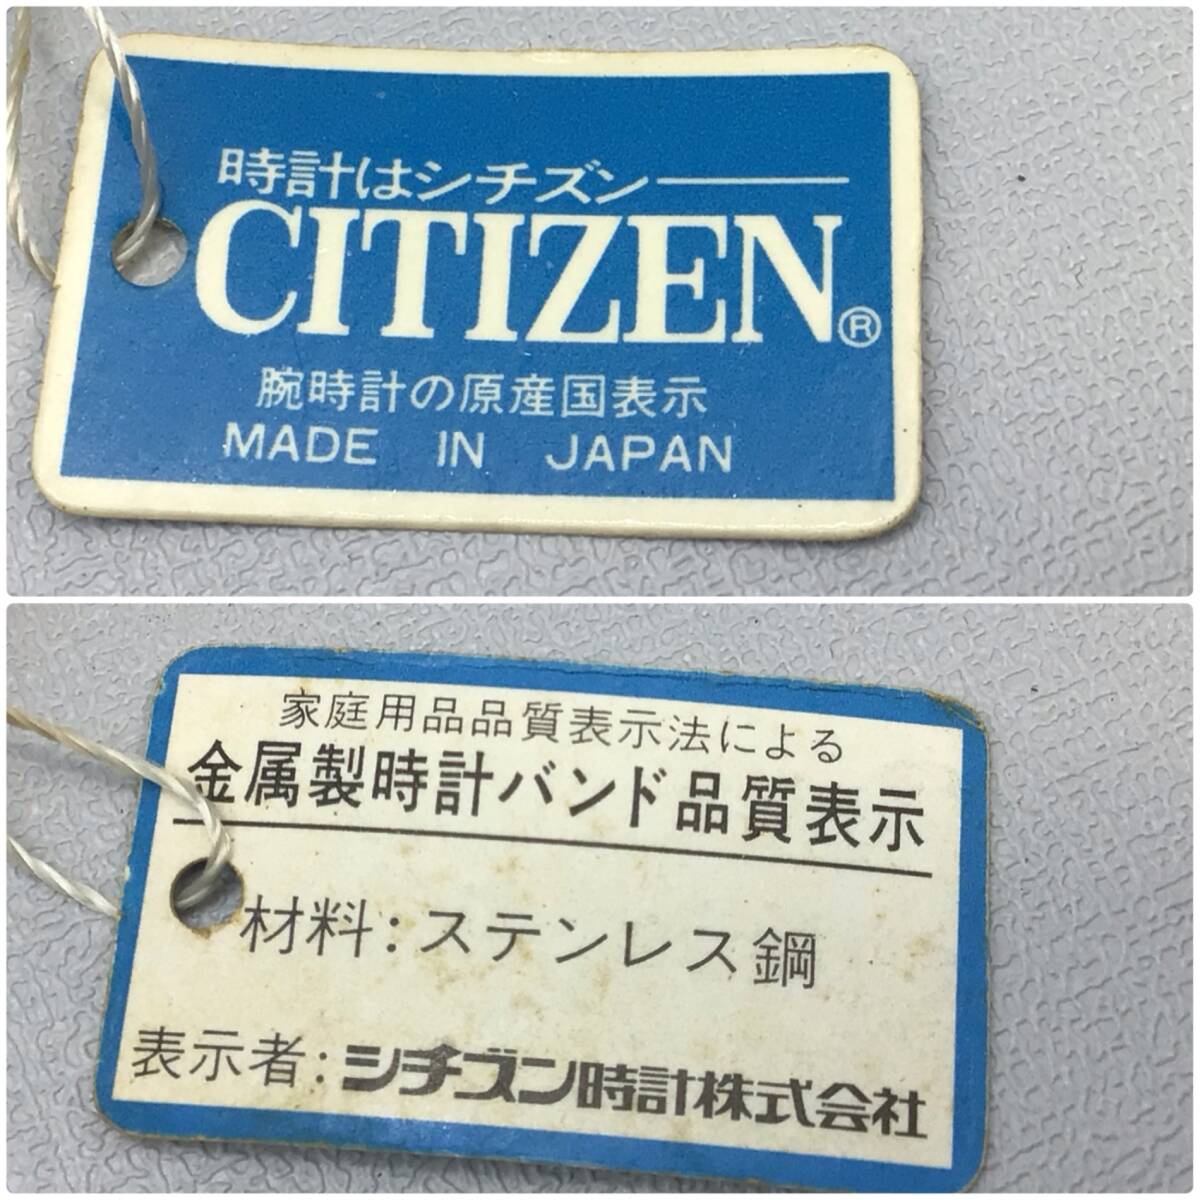 時計はシチズン
CITIZEN®
腕時計の原産国表示
MADE IN JAPAN
家庭用品品質表示法による
金属製時計バンド品質表示
材料：ステンレス鋼
表示者：シチズン時計株式会社